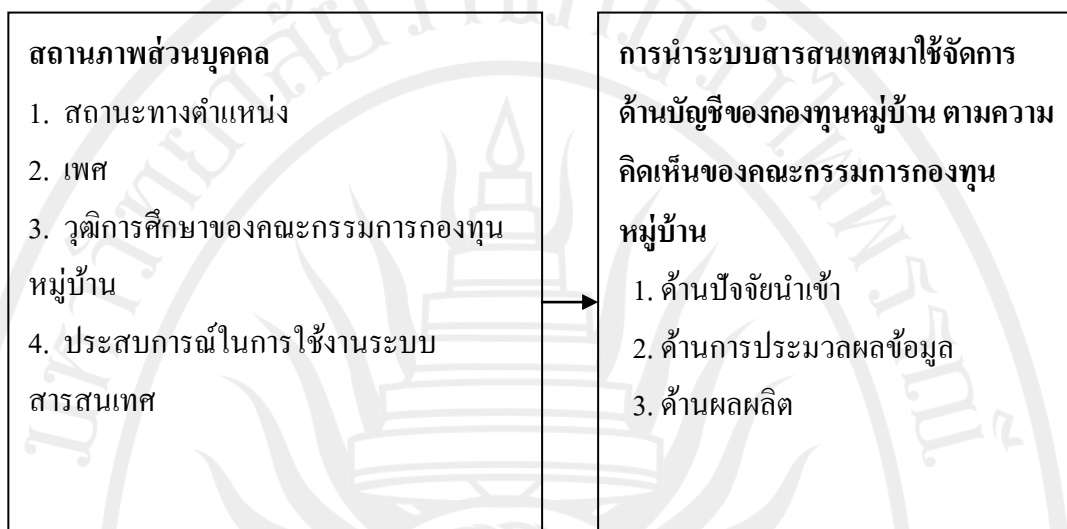 สถานภาพส่วนบุคคล
1. สถานะทางตำแหน่ง
2. เพศ
3. วุฒิการศึกษาของคณะกรรมการกองทุน
หมู่บ้าน
4. ประสบการณ์ในการใช้งานระบบ
สารสนเทศ
การนำระบบสารสนเทศมาใช้จัดการ
ด้านบัญชีของกองทุนหมู่บ้าน ตามความ
คิดเห็นของคณะกรรมการกองทุน
หมู่บ้าน
1. ด้านปัจจัยนำเข้า
2. ด้านการประมวลผลข้อมูล
3. ด้านผลผลิต